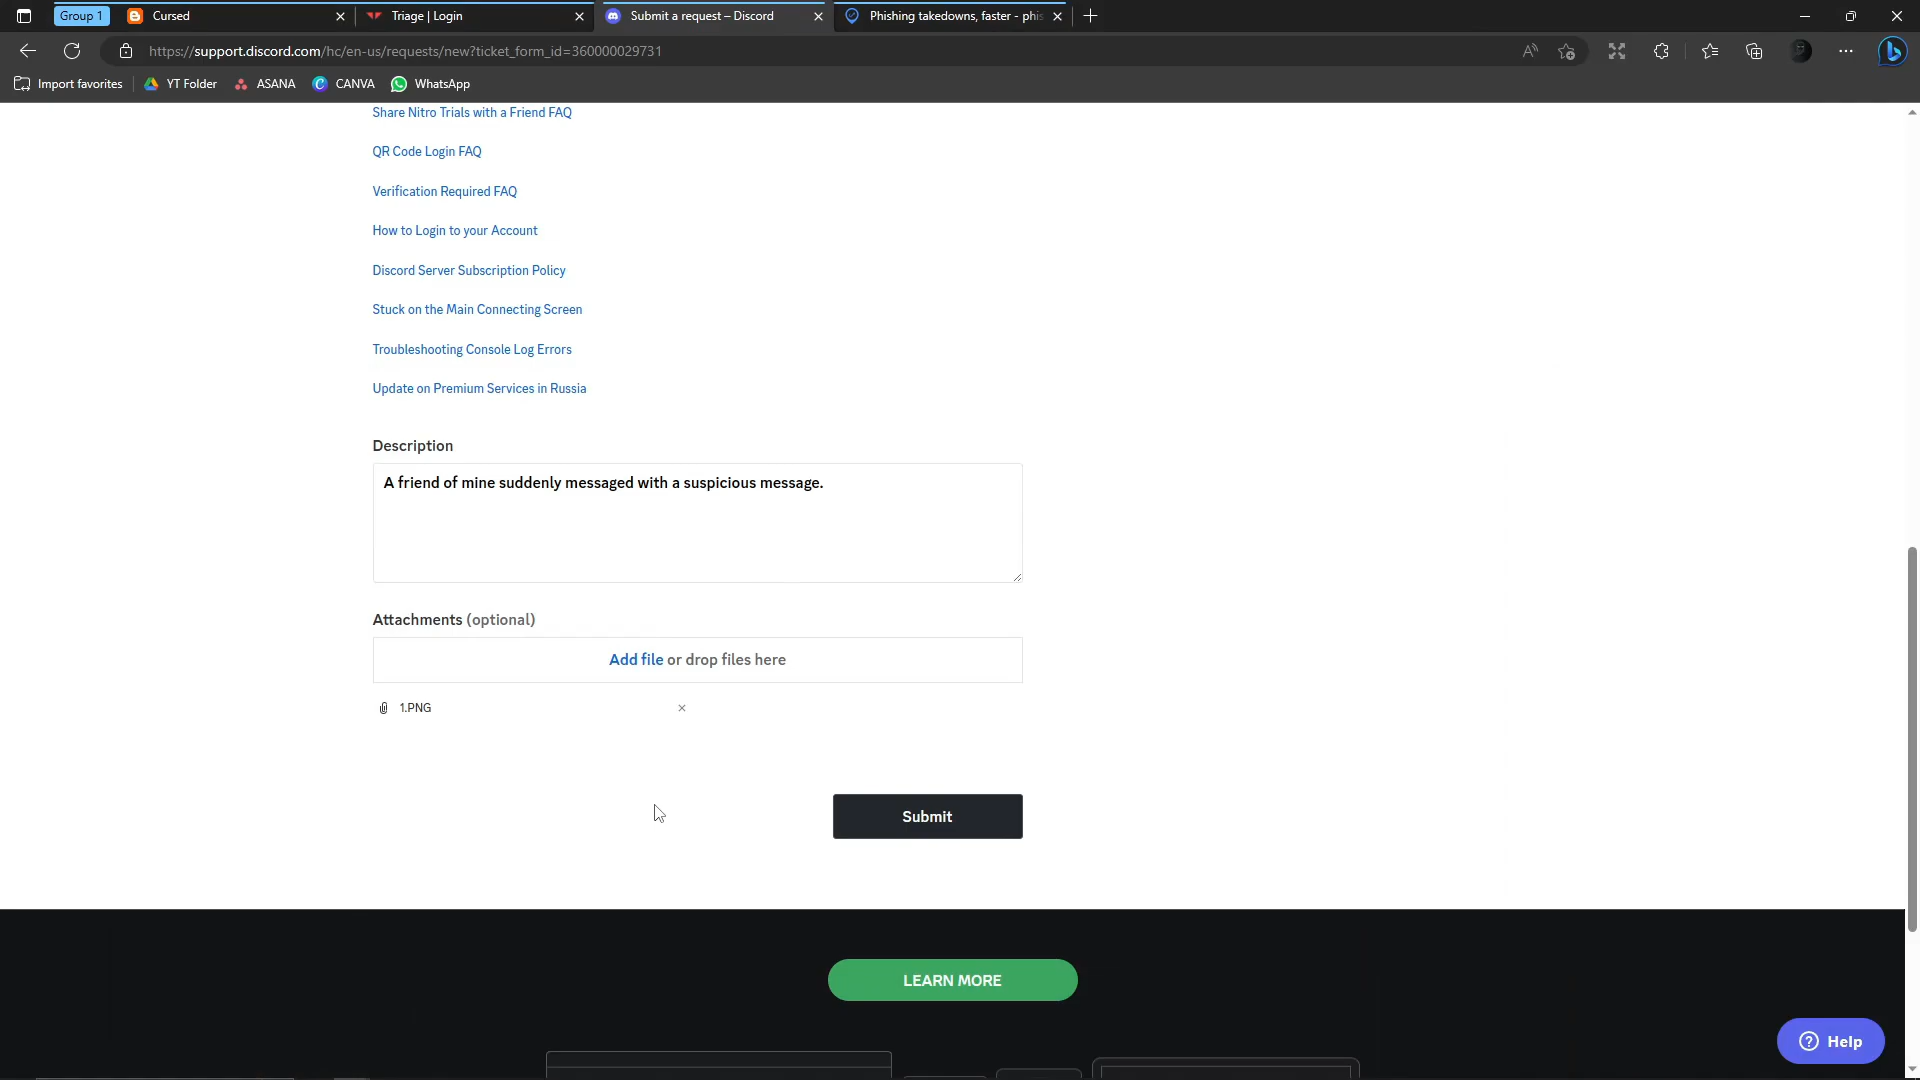 Group 1
Cursed
Triage | Login
Submit a request – Discord
Phishing takedowns, faster - phis
https://support.discord.com/hc/en-us/requests/new?ticket_form_id=360000029731
Import favorites
YT Folder
ASANA
CANVA
WhatsApp
Share Nitro Trials with a Friend FAQ
QR Code Login FAQ
Verification Required FAQ
How to Login to your Account
Discord Server Subscription Policy
Stuck on the Main Connecting Screen
Troubleshooting Console Log Errors
Update on Premium Services in Russia
Description
A friend of mine suddenly messaged with a suspicious message.
Attachments (optional)
Add file or drop files here
1.PNG
Submit
LEARN MORE
Help